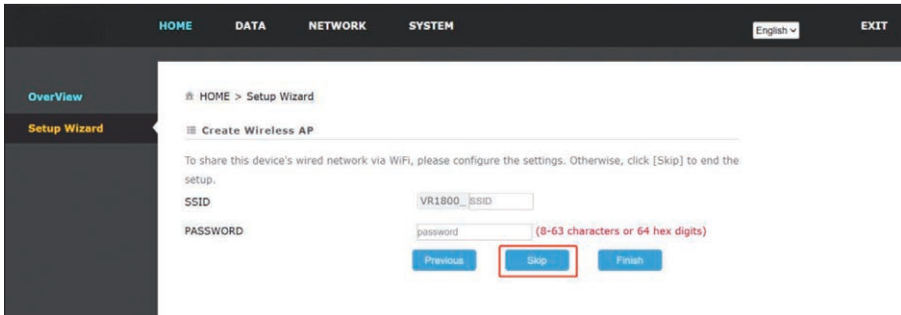 HOME DATA NETWORK SYSTEM English EXIT
OverView
Setup Wizard
HOME > Setup Wizard
Create Wireless AP
To share this device's wired network via WiFi, please configure the settings. Otherwise, click [Skip] to end the
setup.
SSID VR1800_ SSID
PASSWORD password (8-63 characters or 64 hex digits)
Previous Skip Finish